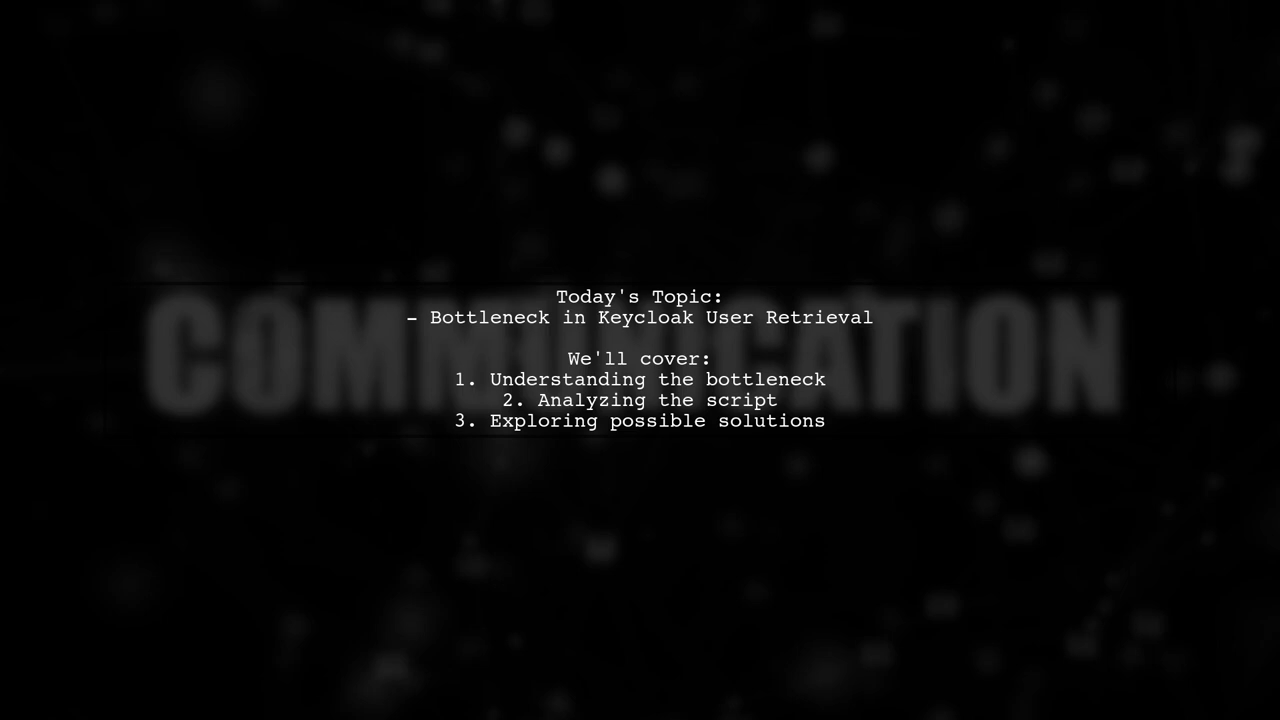 COMMUNICATION
Today's Topic:
- Bottleneck in Keycloak User Retrieval
We'll cover:
1. Understanding the bottleneck
2. Analyzing the script
3. Exploring possible solutions